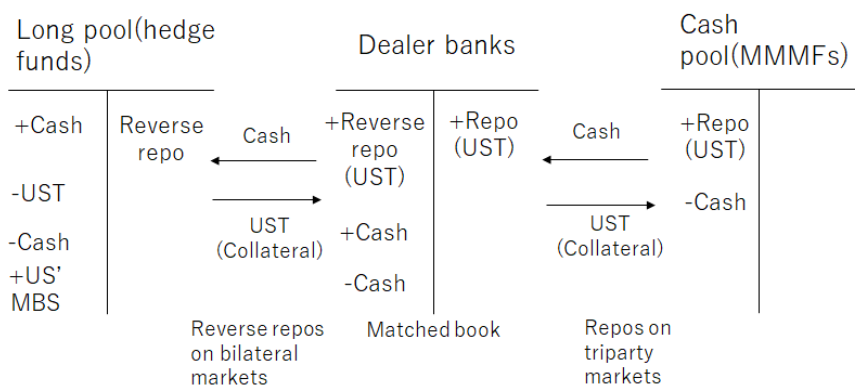 Long pool(hedge
funds)
Dealer banks
Cash
pool(MMMFs)
+Cash
-UST
-Cash
+US’
MBS
Reverse
repo
Cash
UST
(Collateral)
+Reverse
repo
(UST)
+Cash
-Cash
+Repo
(UST)
Cash
UST
(Collateral)
+Repo
(UST)
-Cash
Reverse repos
on bilateral
markets
Matched book
Repos on
triparty
markets